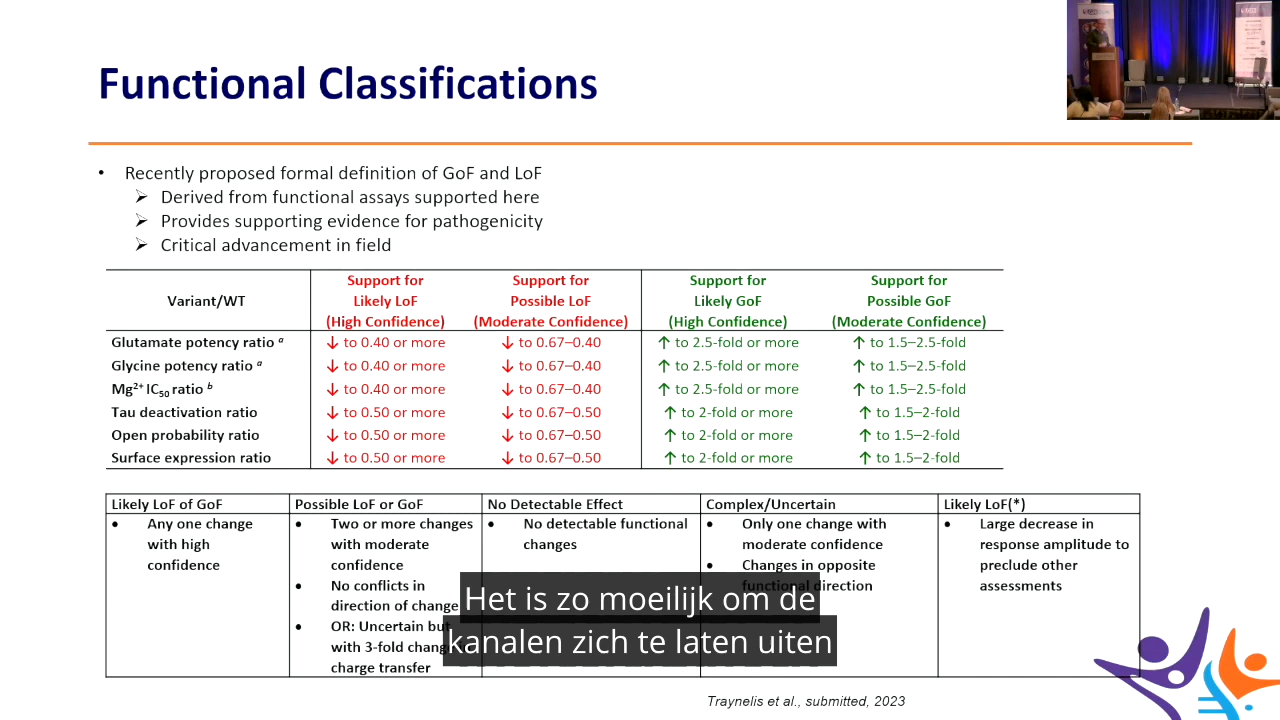 Functional Classifications
• Recently proposed formal definition of GoF and LoF
➢ Derived from functional assays supported here
➢ Provides supporting evidence for pathogenicity
➢ Critical advancement in field
Variant/WT
Support for
Likely LoF
(High Confidence)
Support for
Possible LoF
(Moderate Confidence)
Support for
Likely GoF
(High Confidence)
Support for
Possible GoF
(Moderate Confidence)
Glutamate potency ratio a ↓ to 0.40 or more ↓ to 0.67–0.40 ↑ to 2.5-fold or more ↑ to 1.5–2.5-fold
Glycine potency ratio a ↓ to 0.40 or more ↓ to 0.67–0.40 ↑ to 2.5-fold or more ↑ to 1.5–2.5-fold
Mg2+ IC50 ratio b ↓ to 0.40 or more ↓ to 0.67–0.40 ↑ to 2.5-fold or more ↑ to 1.5–2.5-fold
Tau deactivation ratio ↓ to 0.50 or more ↓ to 0.67–0.50 ↑ to 2-fold or more ↑ to 1.5–2-fold
Open probability ratio ↓ to 0.50 or more ↓ to 0.67–0.50 ↑ to 2-fold or more ↑ to 1.5–2-fold
Surface expression ratio ↓ to 0.50 or more ↓ to 0.67–0.50 ↑ to 2-fold or more ↑ to 1.5–2-fold
Likely LoF of GoF
• Any one change
with high
confidence
Possible LoF or GoF
• Two or more changes
with moderate
confidence
• No conflicts in
direction of change
• OR: Uncertain but
with 3-fold chang
charge transfer
No Detectable Effect
• No detectable functional
changes
Complex/Uncertain
• Only one change with
moderate confidence
• Changes in opposite
functional direction
Likely LoF(*)
• Large decrease in
response amplitude to
preclude other
assessments
Het is zo moeilijk om de
kanalen zich te laten uiten
Traynelis et al., submitted, 2023